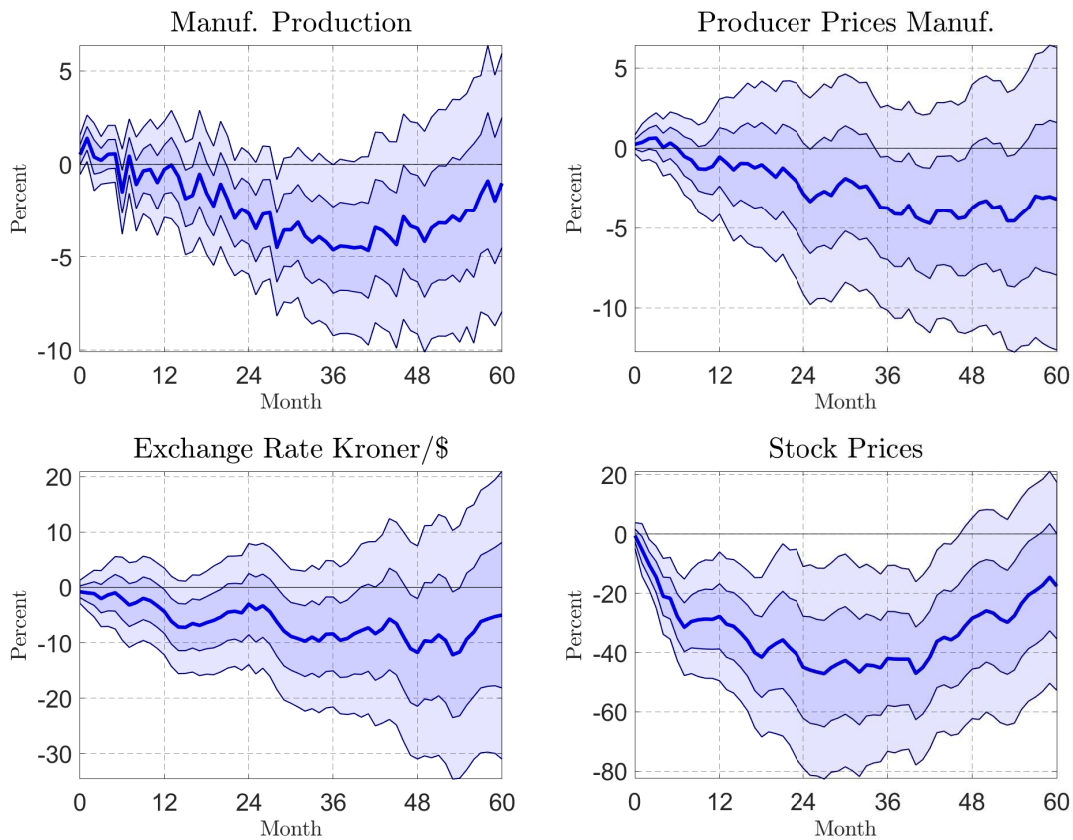 Manuf. Production
Percent
5
0
-5
-10
0 12 24 36 48 60
Month
Producer Prices Manuf.
Percent
5
0
-5
-10
0 12 24 36 48 60
Month
Exchange Rate Kroner/$
Percent
20
10
0
-10
-20
-30
0 12 24 36 48 60
Month
Stock Prices
Percent
20
0
-20
-40
-60
-80
0 12 24 36 48 60
Month